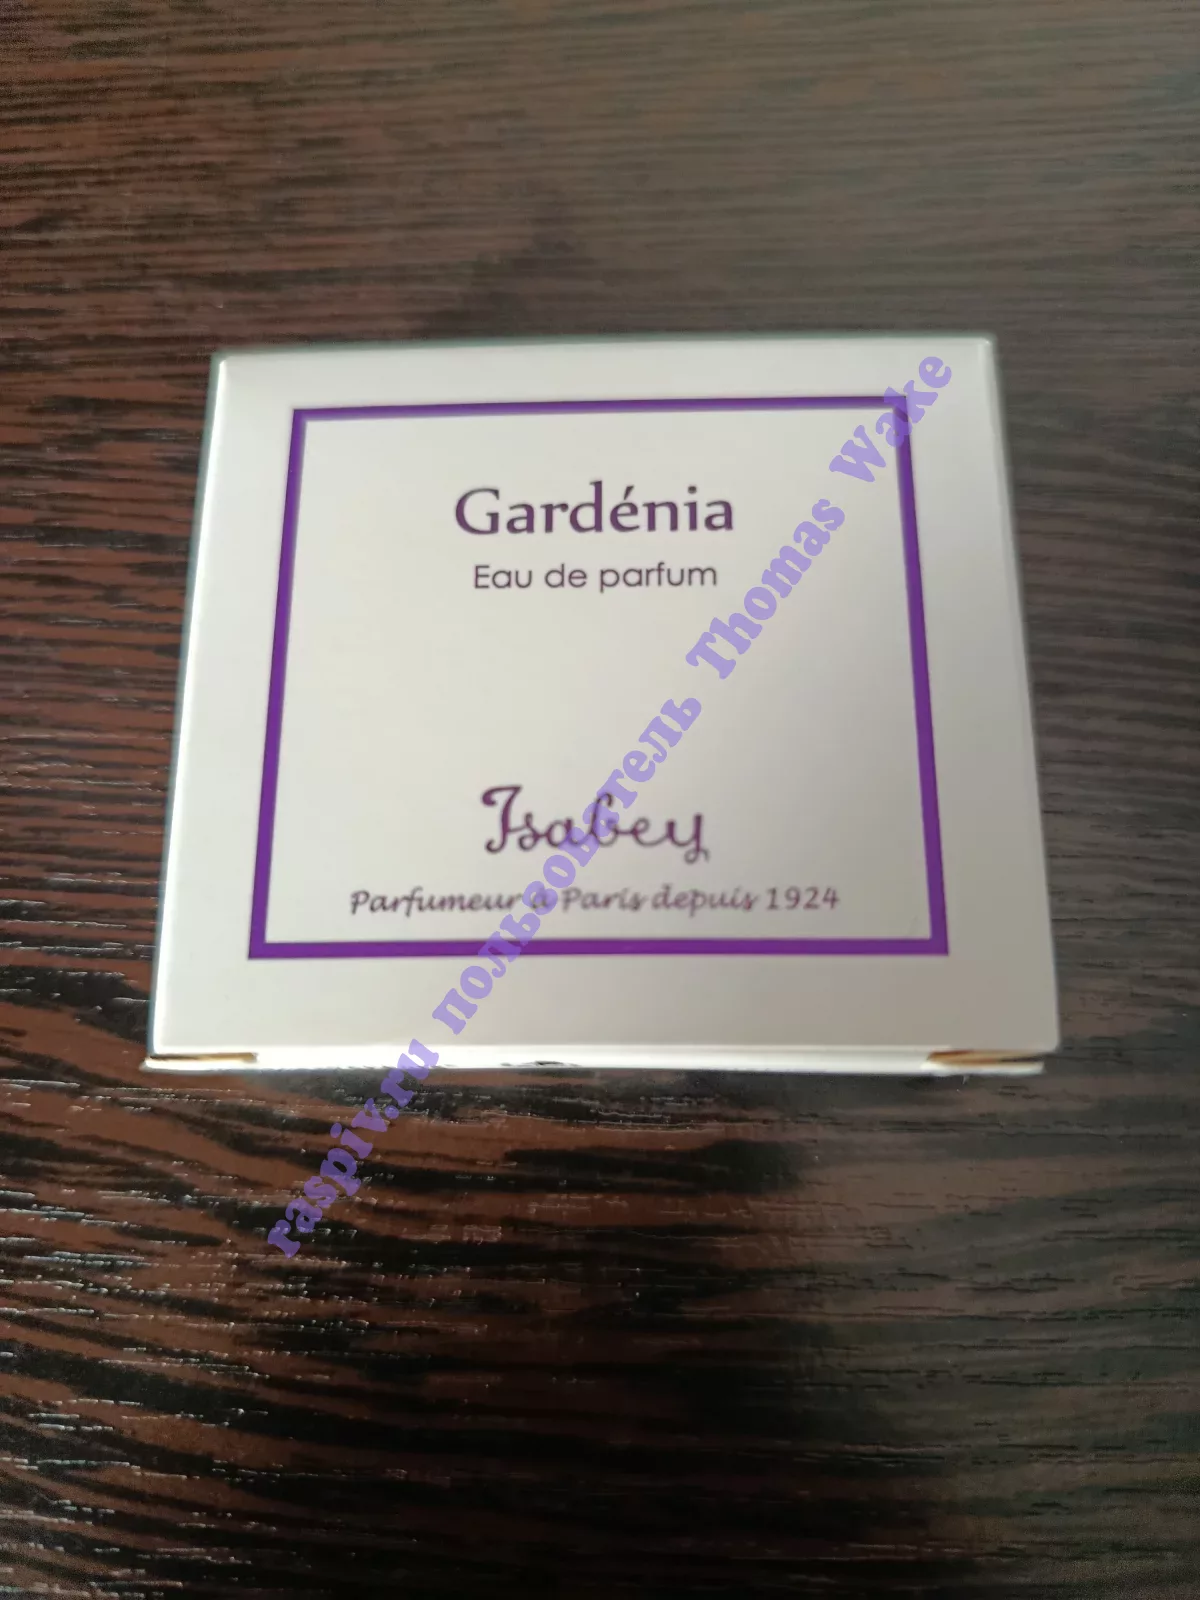 Gardénia
Eau de parfum
Isabey
Parfumeur à Paris depuis 1924
raspiv.ru пользователь Thomas Wake